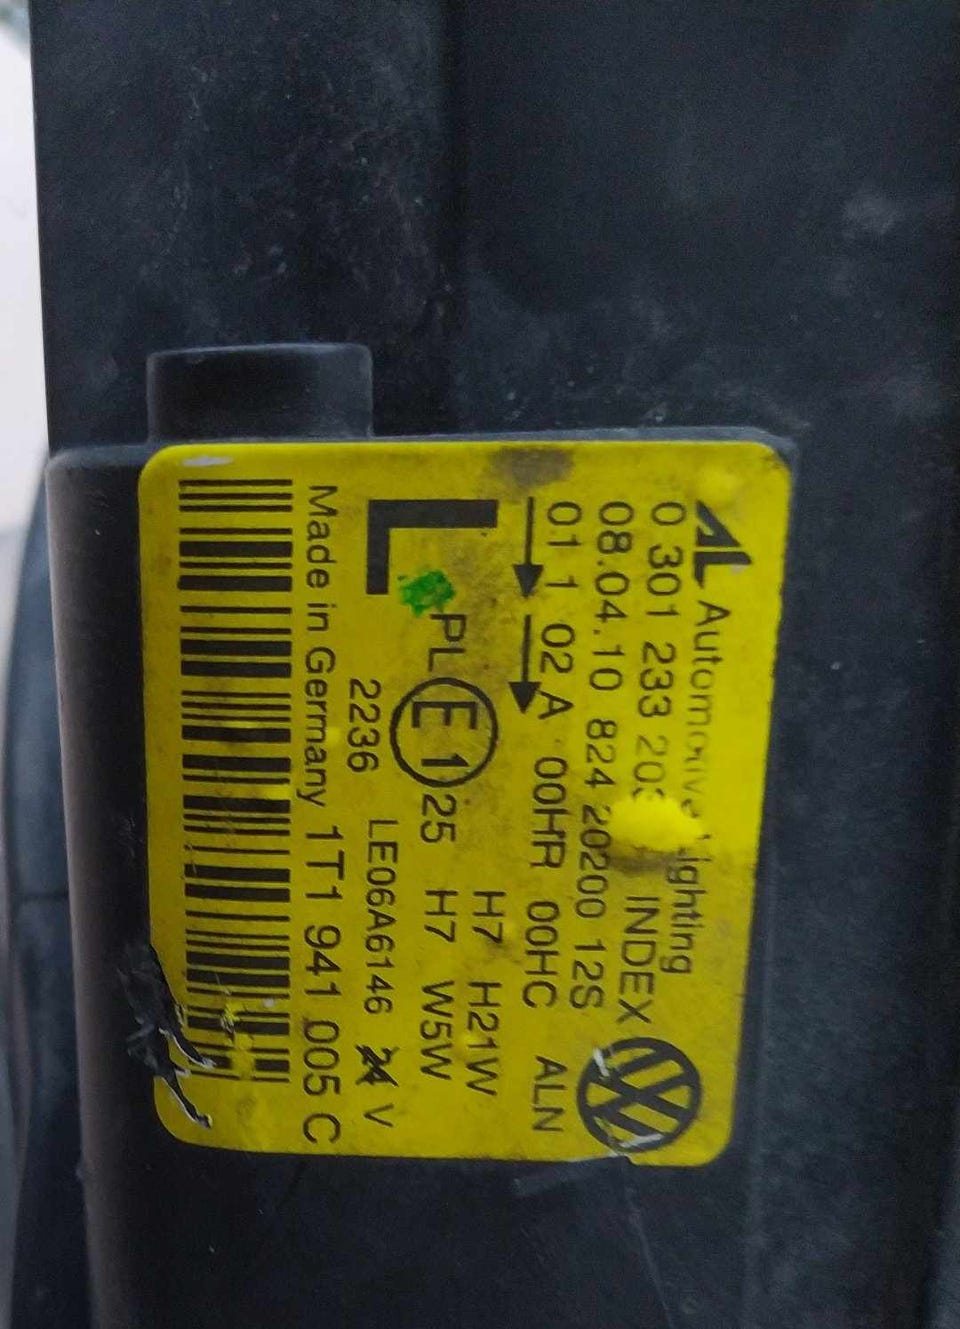 AL Automotive Lighting
0 301 233 INDEX
08.04.10 824 20200 12S
01 1 02 A 00HR 00HC ALN
H7 H21W
L PL E1 25 H7 W5W
2236 LE06A6146 V
Made in Germany 1T1 941 005 C